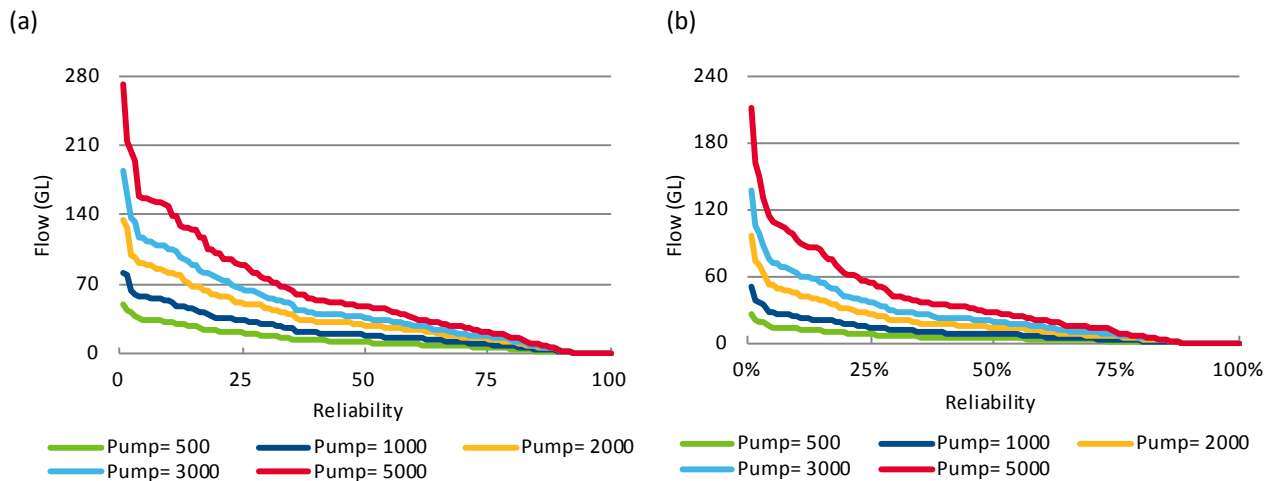 (a)
280
210
140
70
0
Flow (GL)
0 25 50 75 100
Reliability
Pump= 500 Pump= 1000 Pump= 2000
Pump= 3000 Pump= 5000
(b)
240
180
120
60
0
Flow (GL)
0% 25% 50% 75% 100%
Reliability
Pump= 500 Pump= 1000 Pump= 2000
Pump= 3000 Pump= 5000